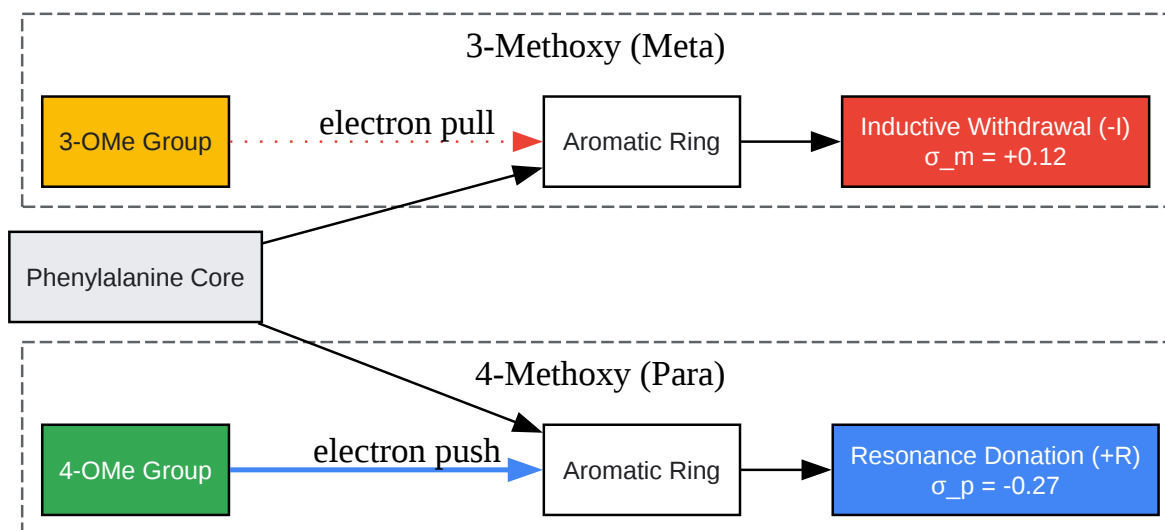 3-Methoxy (Meta)
3-OMe Group
electron pull
Aromatic Ring
Inductive Withdrawal (-I)
σ_m = +0.12
Phenylalanine Core
4-Methoxy (Para)
4-OMe Group
electron push
Aromatic Ring
Resonance Donation (+R)
σ_p = -0.27